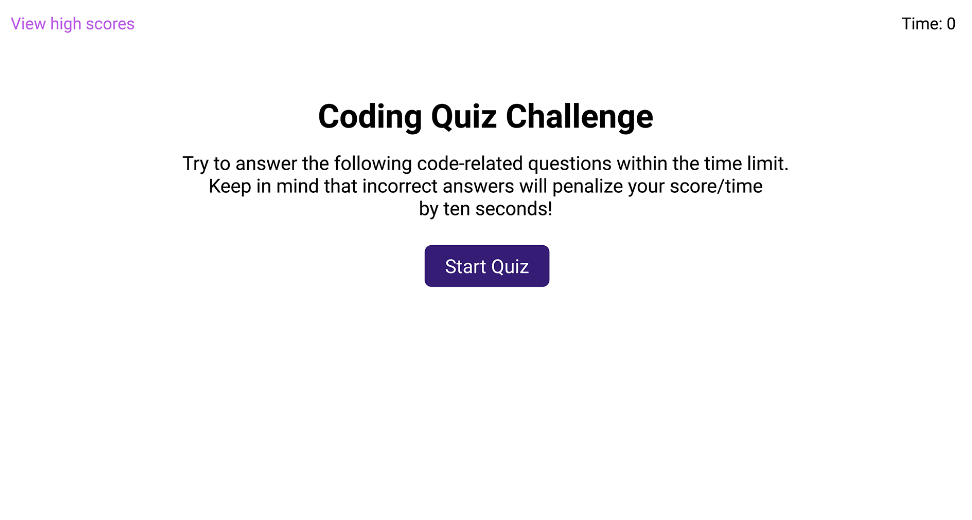 View high scores
Time: 0
Coding Quiz Challenge
Try to answer the following code-related questions within the time limit.
Keep in mind that incorrect answers will penalize your score/time
by ten seconds!
Start Quiz